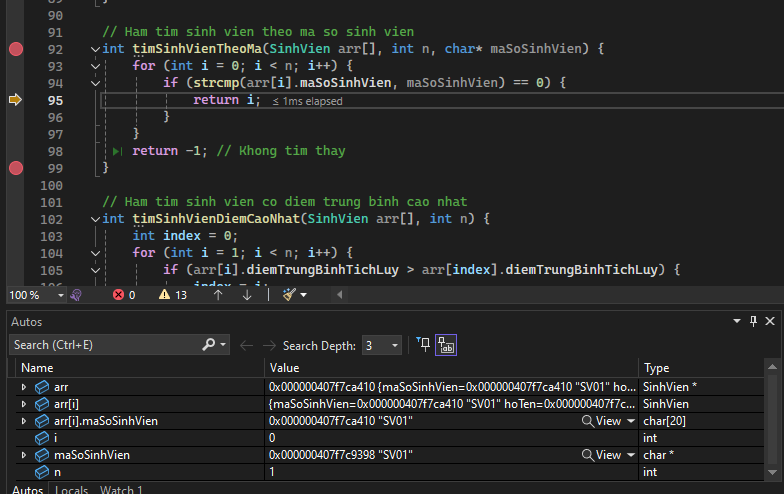 89 }
90
91 // Ham tim sinh vien theo ma so sinh vien
92 int timSinhVienTheoMa(SinhVien arr[], int n, char* maSoSinhVien) {
93 for (int i = 0; i < n; i++) {
94 if (strcmp(arr[i].maSoSinhVien, maSoSinhVien) == 0) {
95 return i; ≤ 1ms elapsed
96 }
97 }
98 return -1; // Khong tim thay
99 }
100
101 // Ham tim sinh vien co diem trung binh cao nhat
102 int timSinhVienDiemCaoNhat(SinhVien arr[], int n) {
103 int index = 0;
104 for (int i = 1; i < n; i++) {
105 if (arr[i].diemTrungBinhTichLuy > arr[index].diemTrungBinhTichLuy) {
106 index = i;
100 % 0 13
Autos
Search (Ctrl+E) Search Depth: 3
Name Value Type
arr 0x000000407f7ca410 {maSoSinhVien=0x000000407f7ca410 "SV01" ho... SinhVien *
arr[i] {maSoSinhVien=0x000000407f7ca410 "SV01" hoTen=0x000000407f7c... SinhVien
arr[i].maSoSinhVien 0x000000407f7ca410 "SV01" View char[20]
i 0 int
maSoSinhVien 0x000000407f7c9398 "SV01" View char *
n 1 int
Autos Locals Watch 1